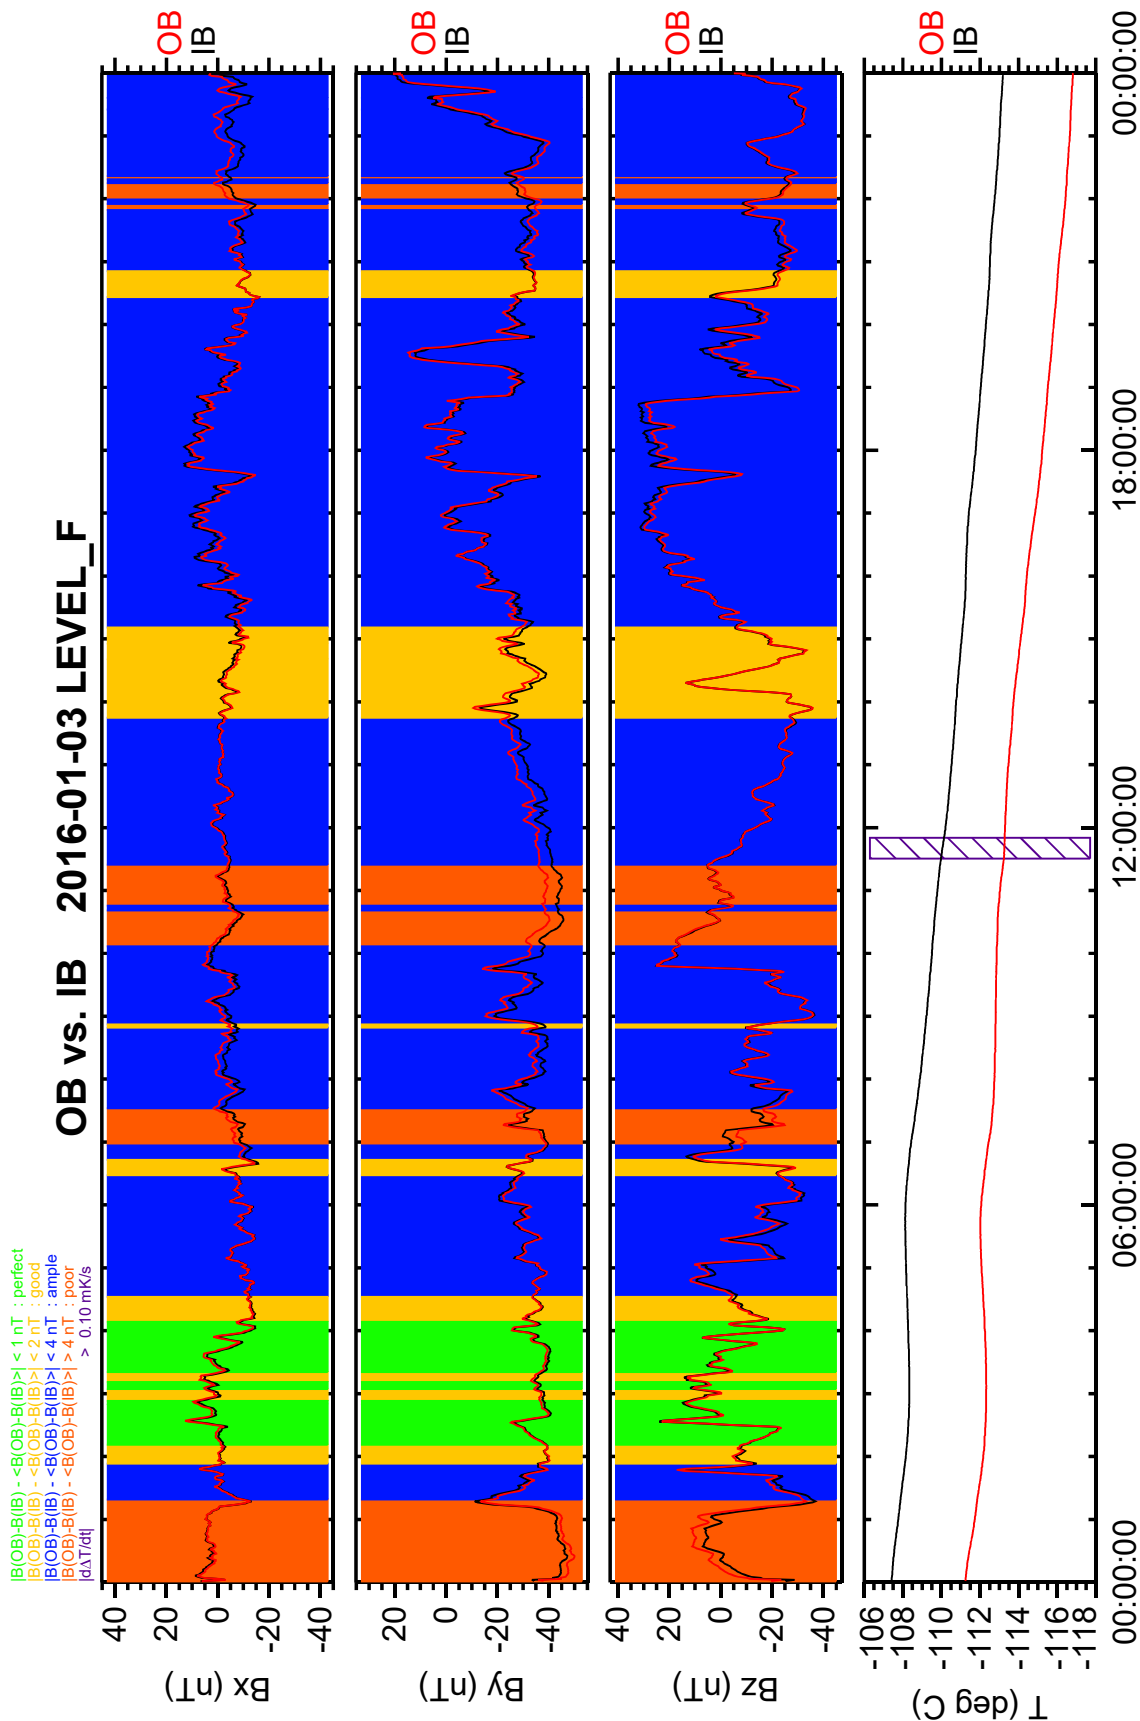 |B(OB)-B(IB) - <B(OB)-B(IB)>| < 1 nT : perfect
|B(OB)-B(IB) - <B(OB)-B(IB)>| < 2 nT : good
|B(OB)-B(IB) - <B(OB)-B(IB)>| < 4 nT : ample
|B(OB)-B(IB) - <B(OB)-B(IB)>| > 4 nT : poor
|dΔT/dt| > 0.10 mK/s
OB vs. IB 2016-01-03 LEVEL_F
40
20
0
-20
-40
Bx (nT)
OB
IB
20
0
-20
-40
By (nT)
OB
IB
40
20
0
-20
-40
Bz (nT)
OB
IB
-106
-108
-110
-112
-114
-116
-118
T (deg C)
OB
IB
00:00:00 06:00:00 12:00:00 18:00:00 00:00:00